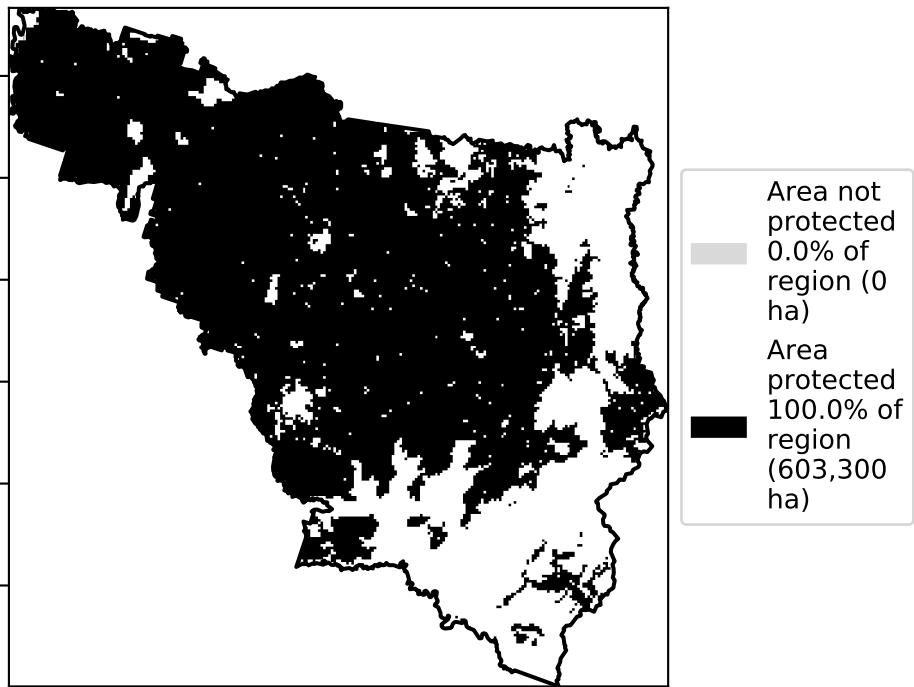 Area not
protected
0.0% of
region (0
ha)
Area
protected
100.0% of
region
(603,300
ha)